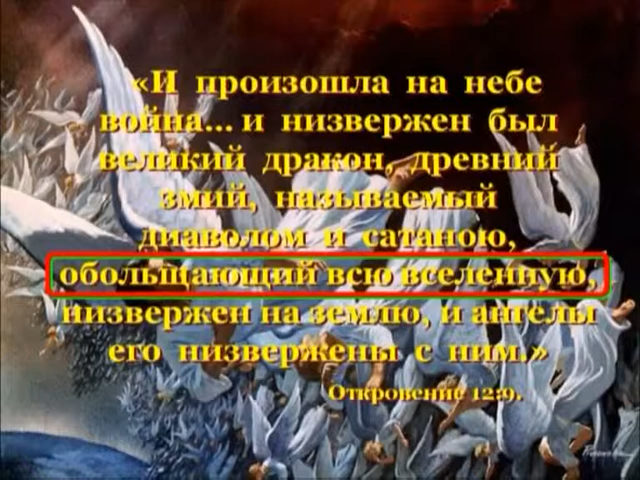 «И произошла на небе
война... и низвержен был
великий дракон, древний
змий, называемый
диаволом и сатаною,
обольщающий всю вселенную,
низвержен на землю, и ангелы
его низвержены с ним.»
Откровение 12:9.